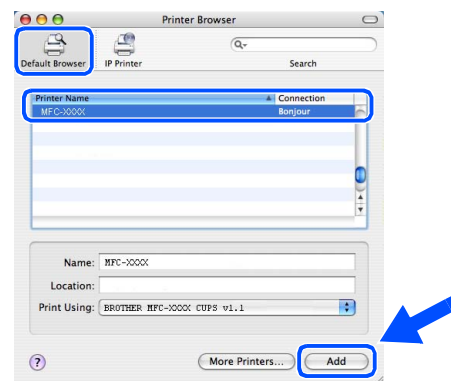 Printer Browser
Default Browser IP Printer Search
Printer Name Connection
MFC-XXXX Bonjour
Name: MFC-XXXX
Location:
Print Using: BROTHER MFC-XXXX CUPS v1.1
? More Printers... Add